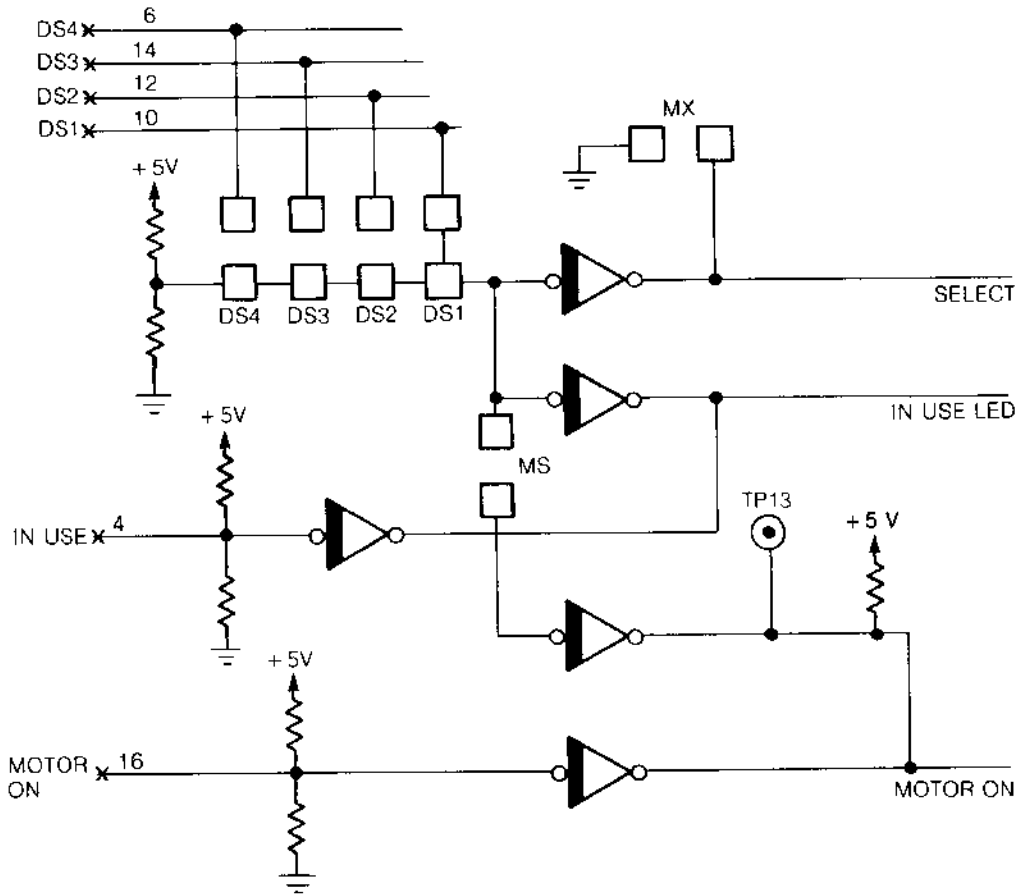 DS4 6
DS3 14
DS2 12
DS1 10
MX
+ 5V
DS4 DS3 DS2 DS1
SELECT
+ 5V
IN USE LED
MS
TP13
IN USE 4
+ 5 V
+ 5V
MOTOR
ON
16
MOTOR ON